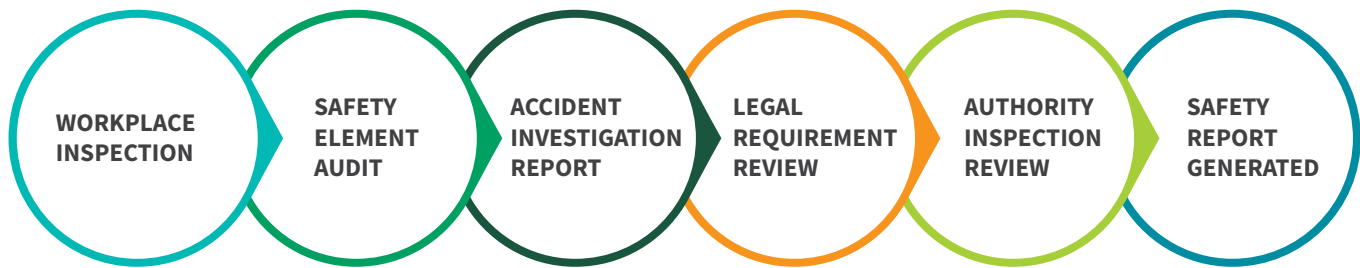 WORKPLACE
INSPECTION
SAFETY
ELEMENT
AUDIT
ACCIDENT
INVESTIGATION
REPORT
LEGAL
REQUIREMENT
REVIEW
AUTHORITY
INSPECTION
REVIEW
SAFETY
REPORT
GENERATED